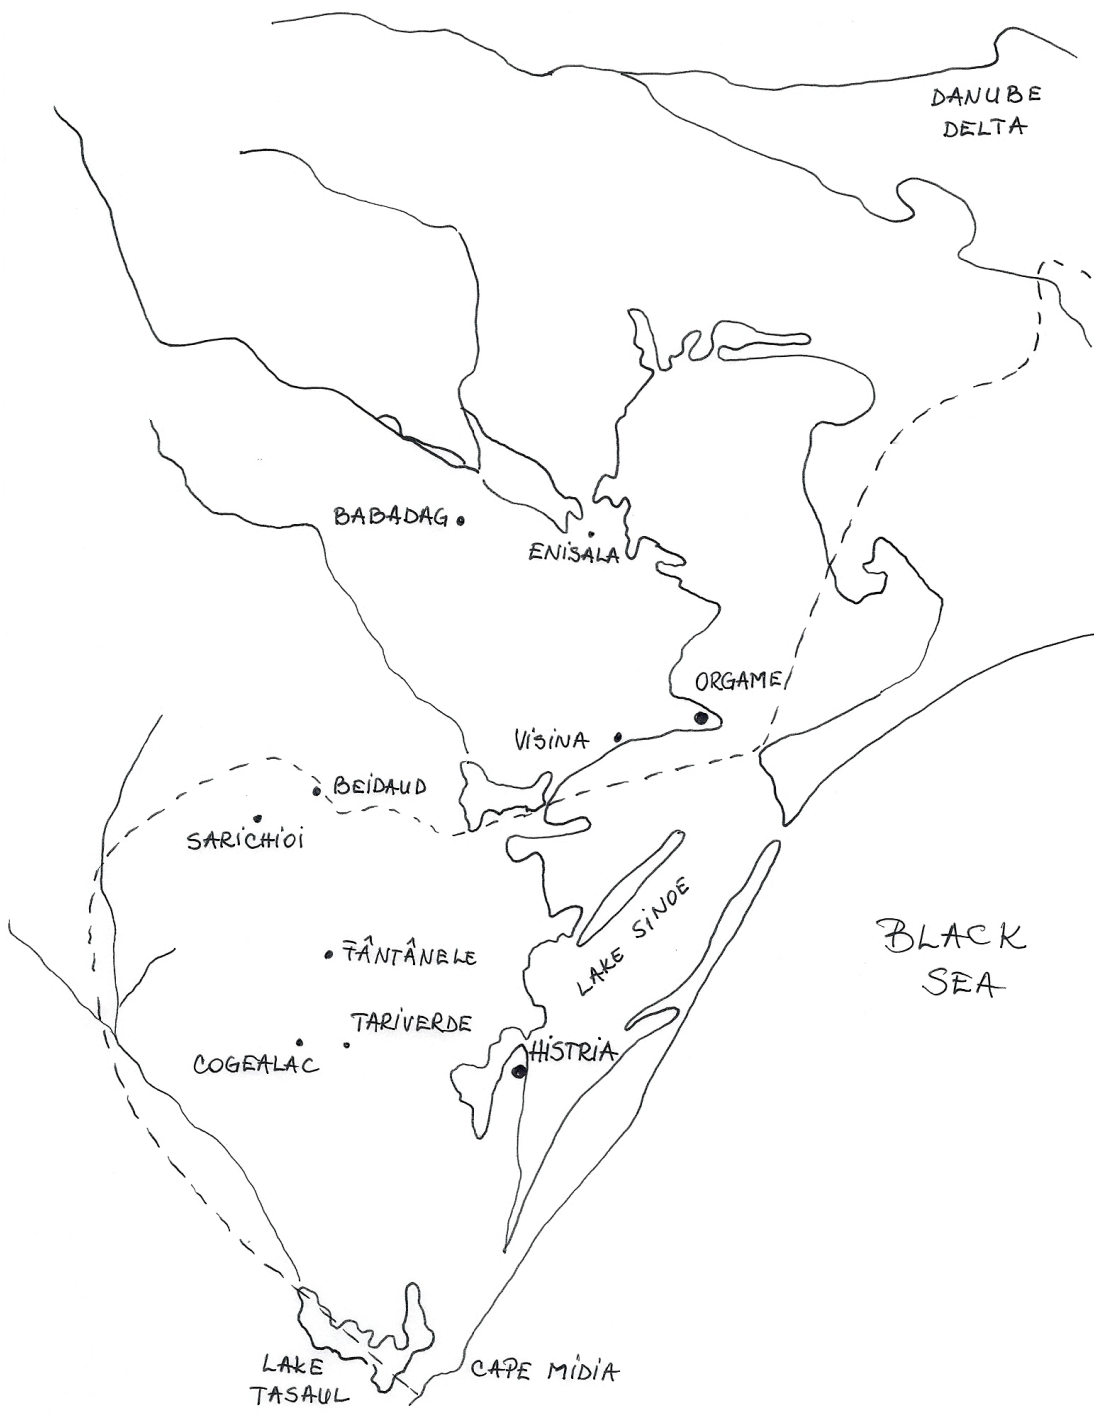 DANUBE
DELTA
BABADAG
ENISALA
ORGAME
VISINA
BEIDAUD
SARICHIOI
LAKE SINOE
BLACK
SEA
FÂNTÂNELE
TARIVERDE
HISTRIA
COGEALAC
LAKE
TASAUL
CAPE MIDIA